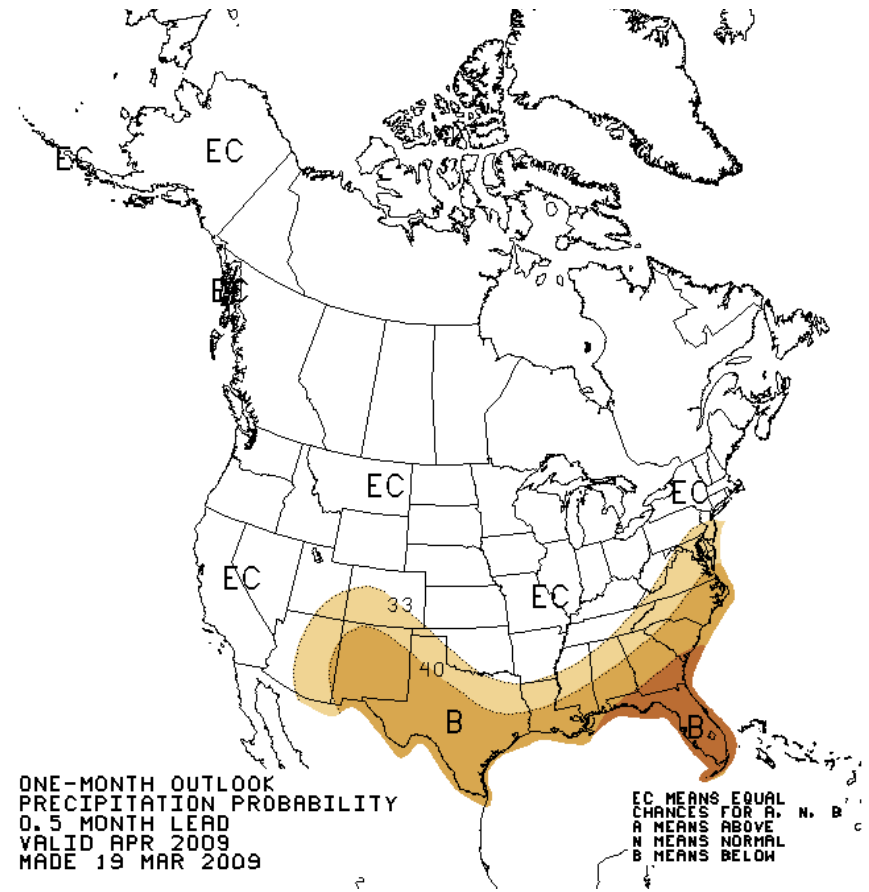 EC
EC
EC
EC
EC
EC
EC
33
40
B
B
ONE-MONTH OUTLOOK
PRECIPITATION PROBABILITY
0.5 MONTH LEAD
VALID APR 2009
MADE 19 MAR 2009
EC MEANS EQUAL
CHANCES FOR A, N, B
A MEANS ABOVE
N MEANS NORMAL
B MEANS BELOW